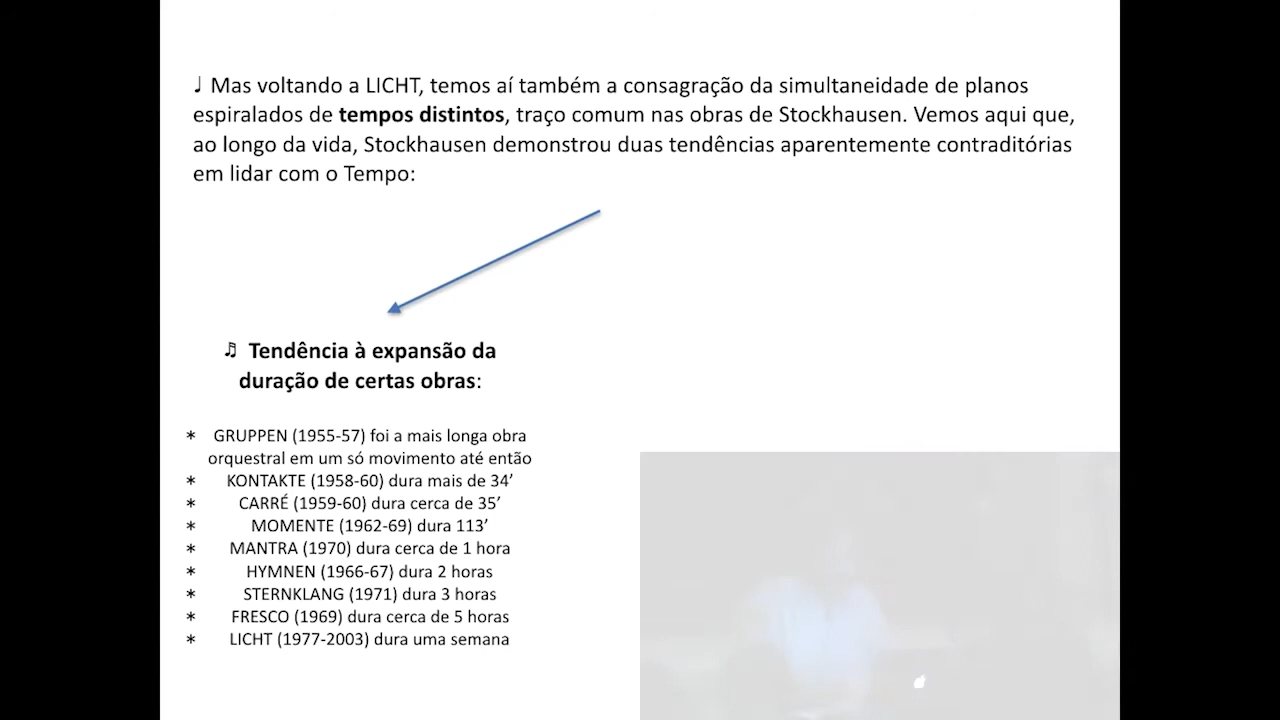 ♩ Mas voltando a LICHT, temos aí também a consagração da simultaneidade de planos
espiralados de tempos distintos, traço comum nas obras de Stockhausen. Vemos aqui que,
ao longo da vida, Stockhausen demonstrou duas tendências aparentemente contraditórias
em lidar com o Tempo:
♬ Tendência à expansão da
duração de certas obras:
* GRUPPEN (1955-57) foi a mais longa obra
orquestral em um só movimento até então
* KONTAKTE (1958-60) dura mais de 34’
* CARRÉ (1959-60) dura cerca de 35’
* MOMENTE (1962-69) dura 113’
* MANTRA (1970) dura cerca de 1 hora
* HYMNEN (1966-67) dura 2 horas
* STERNKLANG (1971) dura 3 horas
* FRESCO (1969) dura cerca de 5 horas
* LICHT (1977-2003) dura uma semana